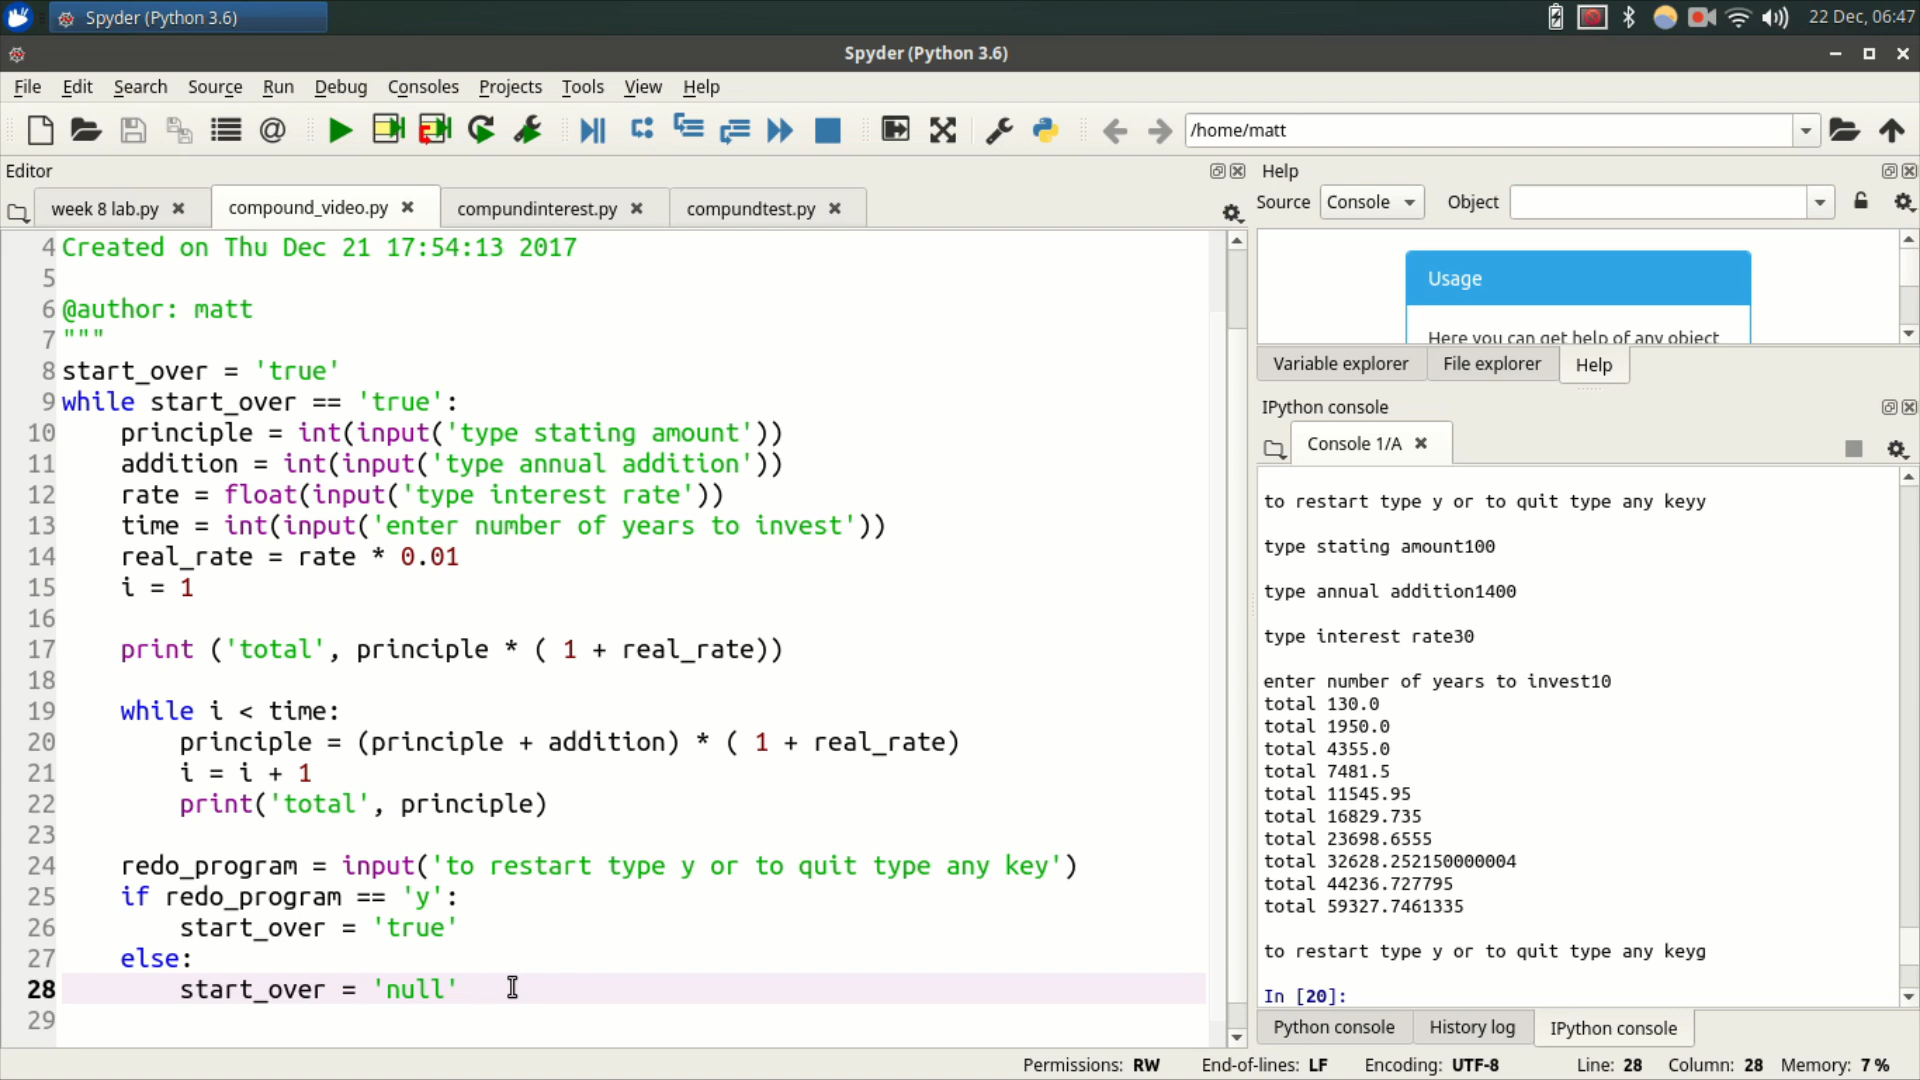 Spyder (Python 3.6)
22 Dec, 06:47
Spyder (Python 3.6)
File Edit Search Source Run Debug Consoles Projects Tools View Help
/home/matt
Editor
week 8 lab.py
compound_video.py
compundinterest.py
compundtest.py
4 Created on Thu Dec 21 17:54:13 2017
5
6 @author: matt
7 """
8 start_over = 'true'
9 while start_over == 'true':
10     principle = int(input('type stating amount'))
11     addition = int(input('type annual addition'))
12     rate = float(input('type interest rate'))
13     time = int(input('enter number of years to invest'))
14     real_rate = rate * 0.01
15     i = 1
16
17     print ('total', principle * ( 1 + real_rate))
18
19     while i < time:
20         principle = (principle + addition) * ( 1 + real_rate)
21         i = i + 1
22         print('total', principle)
23
24     redo_program = input('to restart type y or to quit type any key')
25     if redo_program == 'y':
26         start_over = 'true'
27     else:
28         start_over = 'null'
29
Help
Source Console Object
Usage
Here you can get help of any object
Variable explorer File explorer Help
IPython console
Console 1/A
to restart type y or to quit type any keyy
type stating amount100
type annual addition1400
type interest rate30
enter number of years to invest10
total 130.0
total 1950.0
total 4355.0
total 7481.5
total 11545.95
total 16829.735
total 23698.6555
total 32628.252150000004
total 44236.727795
total 59327.7461335
to restart type y or to quit type any keyg
In [20]:
Python console History log IPython console
Permissions: RW End-of-lines: LF Encoding: UTF-8 Line: 28 Column: 28 Memory: 7 %